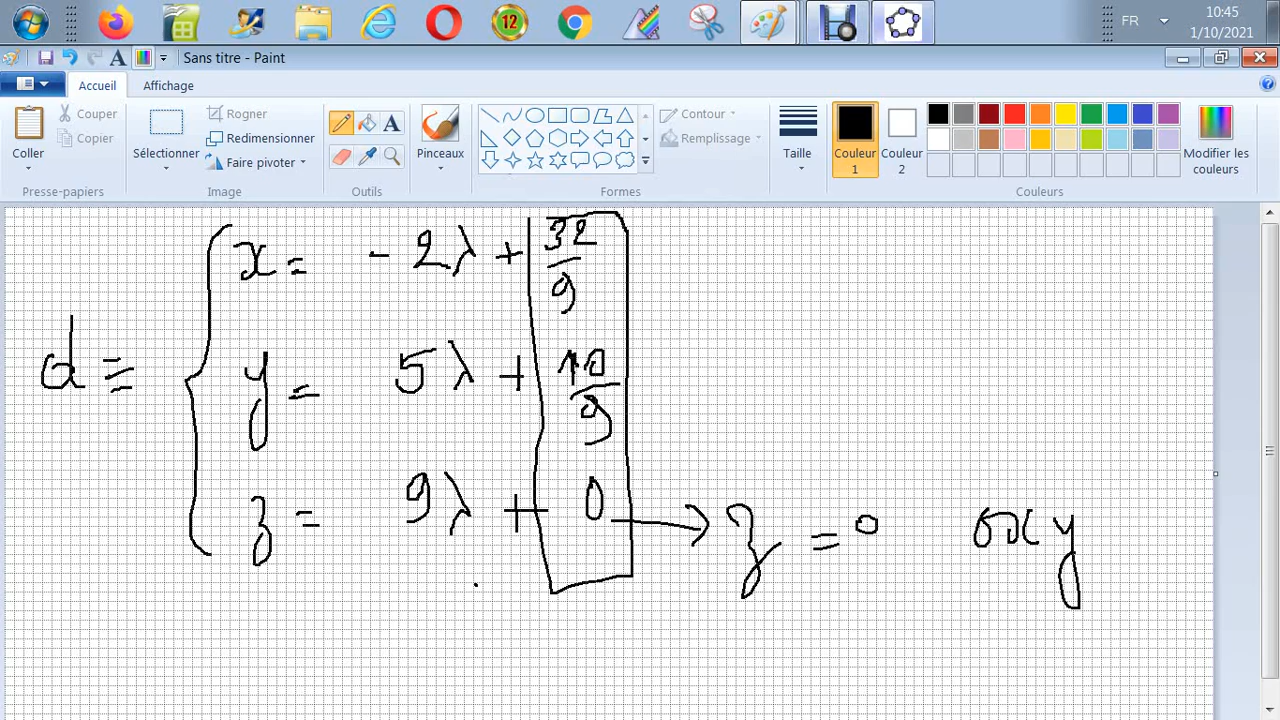 12
FR
10:45
1/10/2021
Sans titre - Paint
Accueil
Affichage
Coller
Couper
Copier
Presse-papiers
Sélectionner
Rogner
Redimensionner
Faire pivoter
Image
A
Outils
Pinceaux
Contour
Remplissage
Formes
Taille
Couleur
1
Couleur
2
Modifier les
couleurs
Couleurs
d ≡ { x = - 2λ + 32/9
y = 5λ + 10/9
z = 9λ + 0 → z = 0 oxy